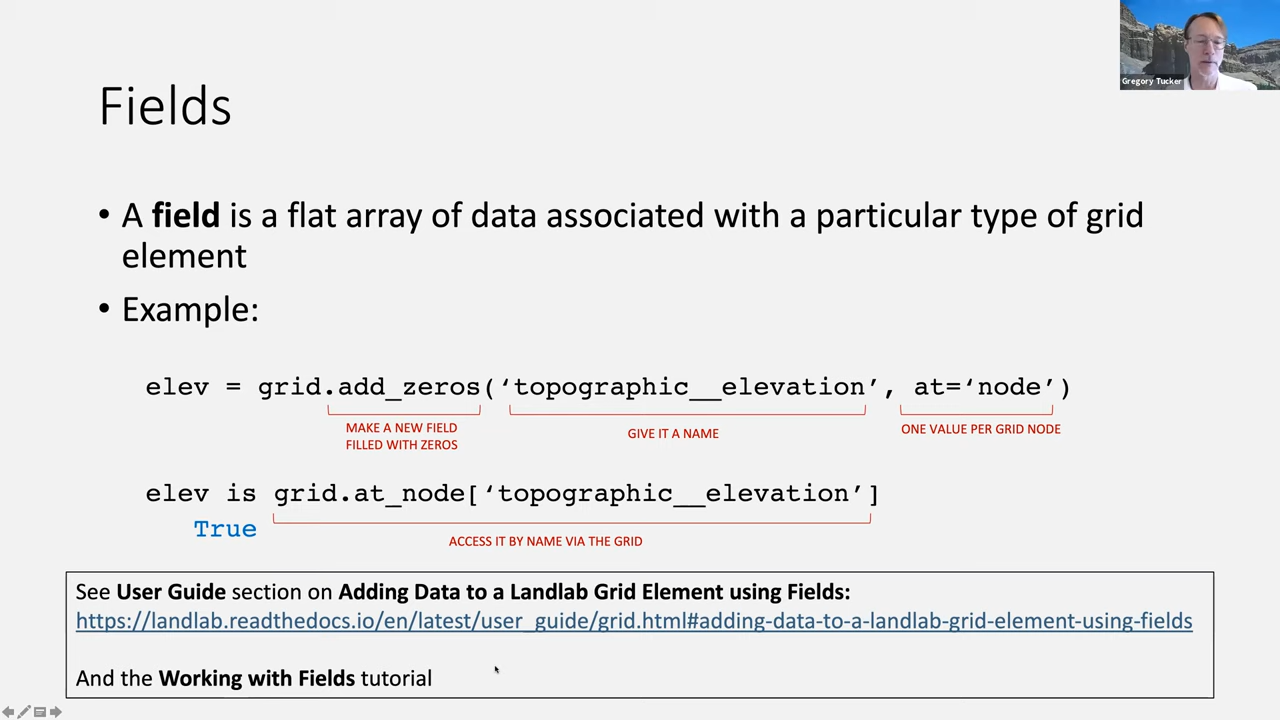 Gregory Tucker
Fields
• A field is a flat array of data associated with a particular type of grid
element
• Example:
elev = grid.add_zeros(‘topographic__elevation’, at=‘node’)
MAKE A NEW FIELD
FILLED WITH ZEROS
GIVE IT A NAME
ONE VALUE PER GRID NODE
elev is grid.at_node[‘topographic__elevation’]
True
ACCESS IT BY NAME VIA THE GRID
See User Guide section on Adding Data to a Landlab Grid Element using Fields:
https://landlab.readthedocs.io/en/latest/user_guide/grid.html#adding-data-to-a-landlab-grid-element-using-fields
And the Working with Fields tutorial